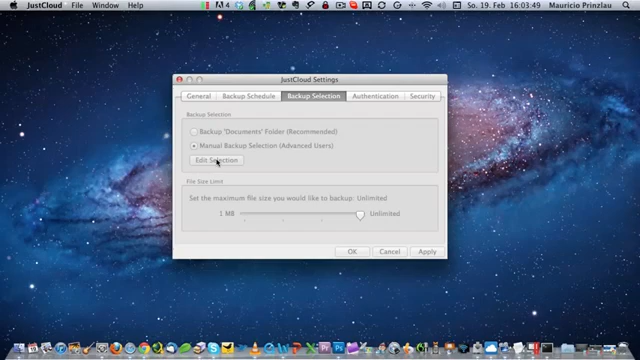 JustCloud File Window Help
4 So. 19. Feb 16:03:49 Mauricio Prinzlau
JustCloud Settings
General Backup Schedule Backup Selection Authentication Security
Backup Selection
Backup 'Documents' Folder (Recommended)
Manual Backup Selection (Advanced Users)
Edit Selection
File Size Limit
Set the maximum file size you would like to backup: Unlimited
1 MB Unlimited
OK Cancel Apply